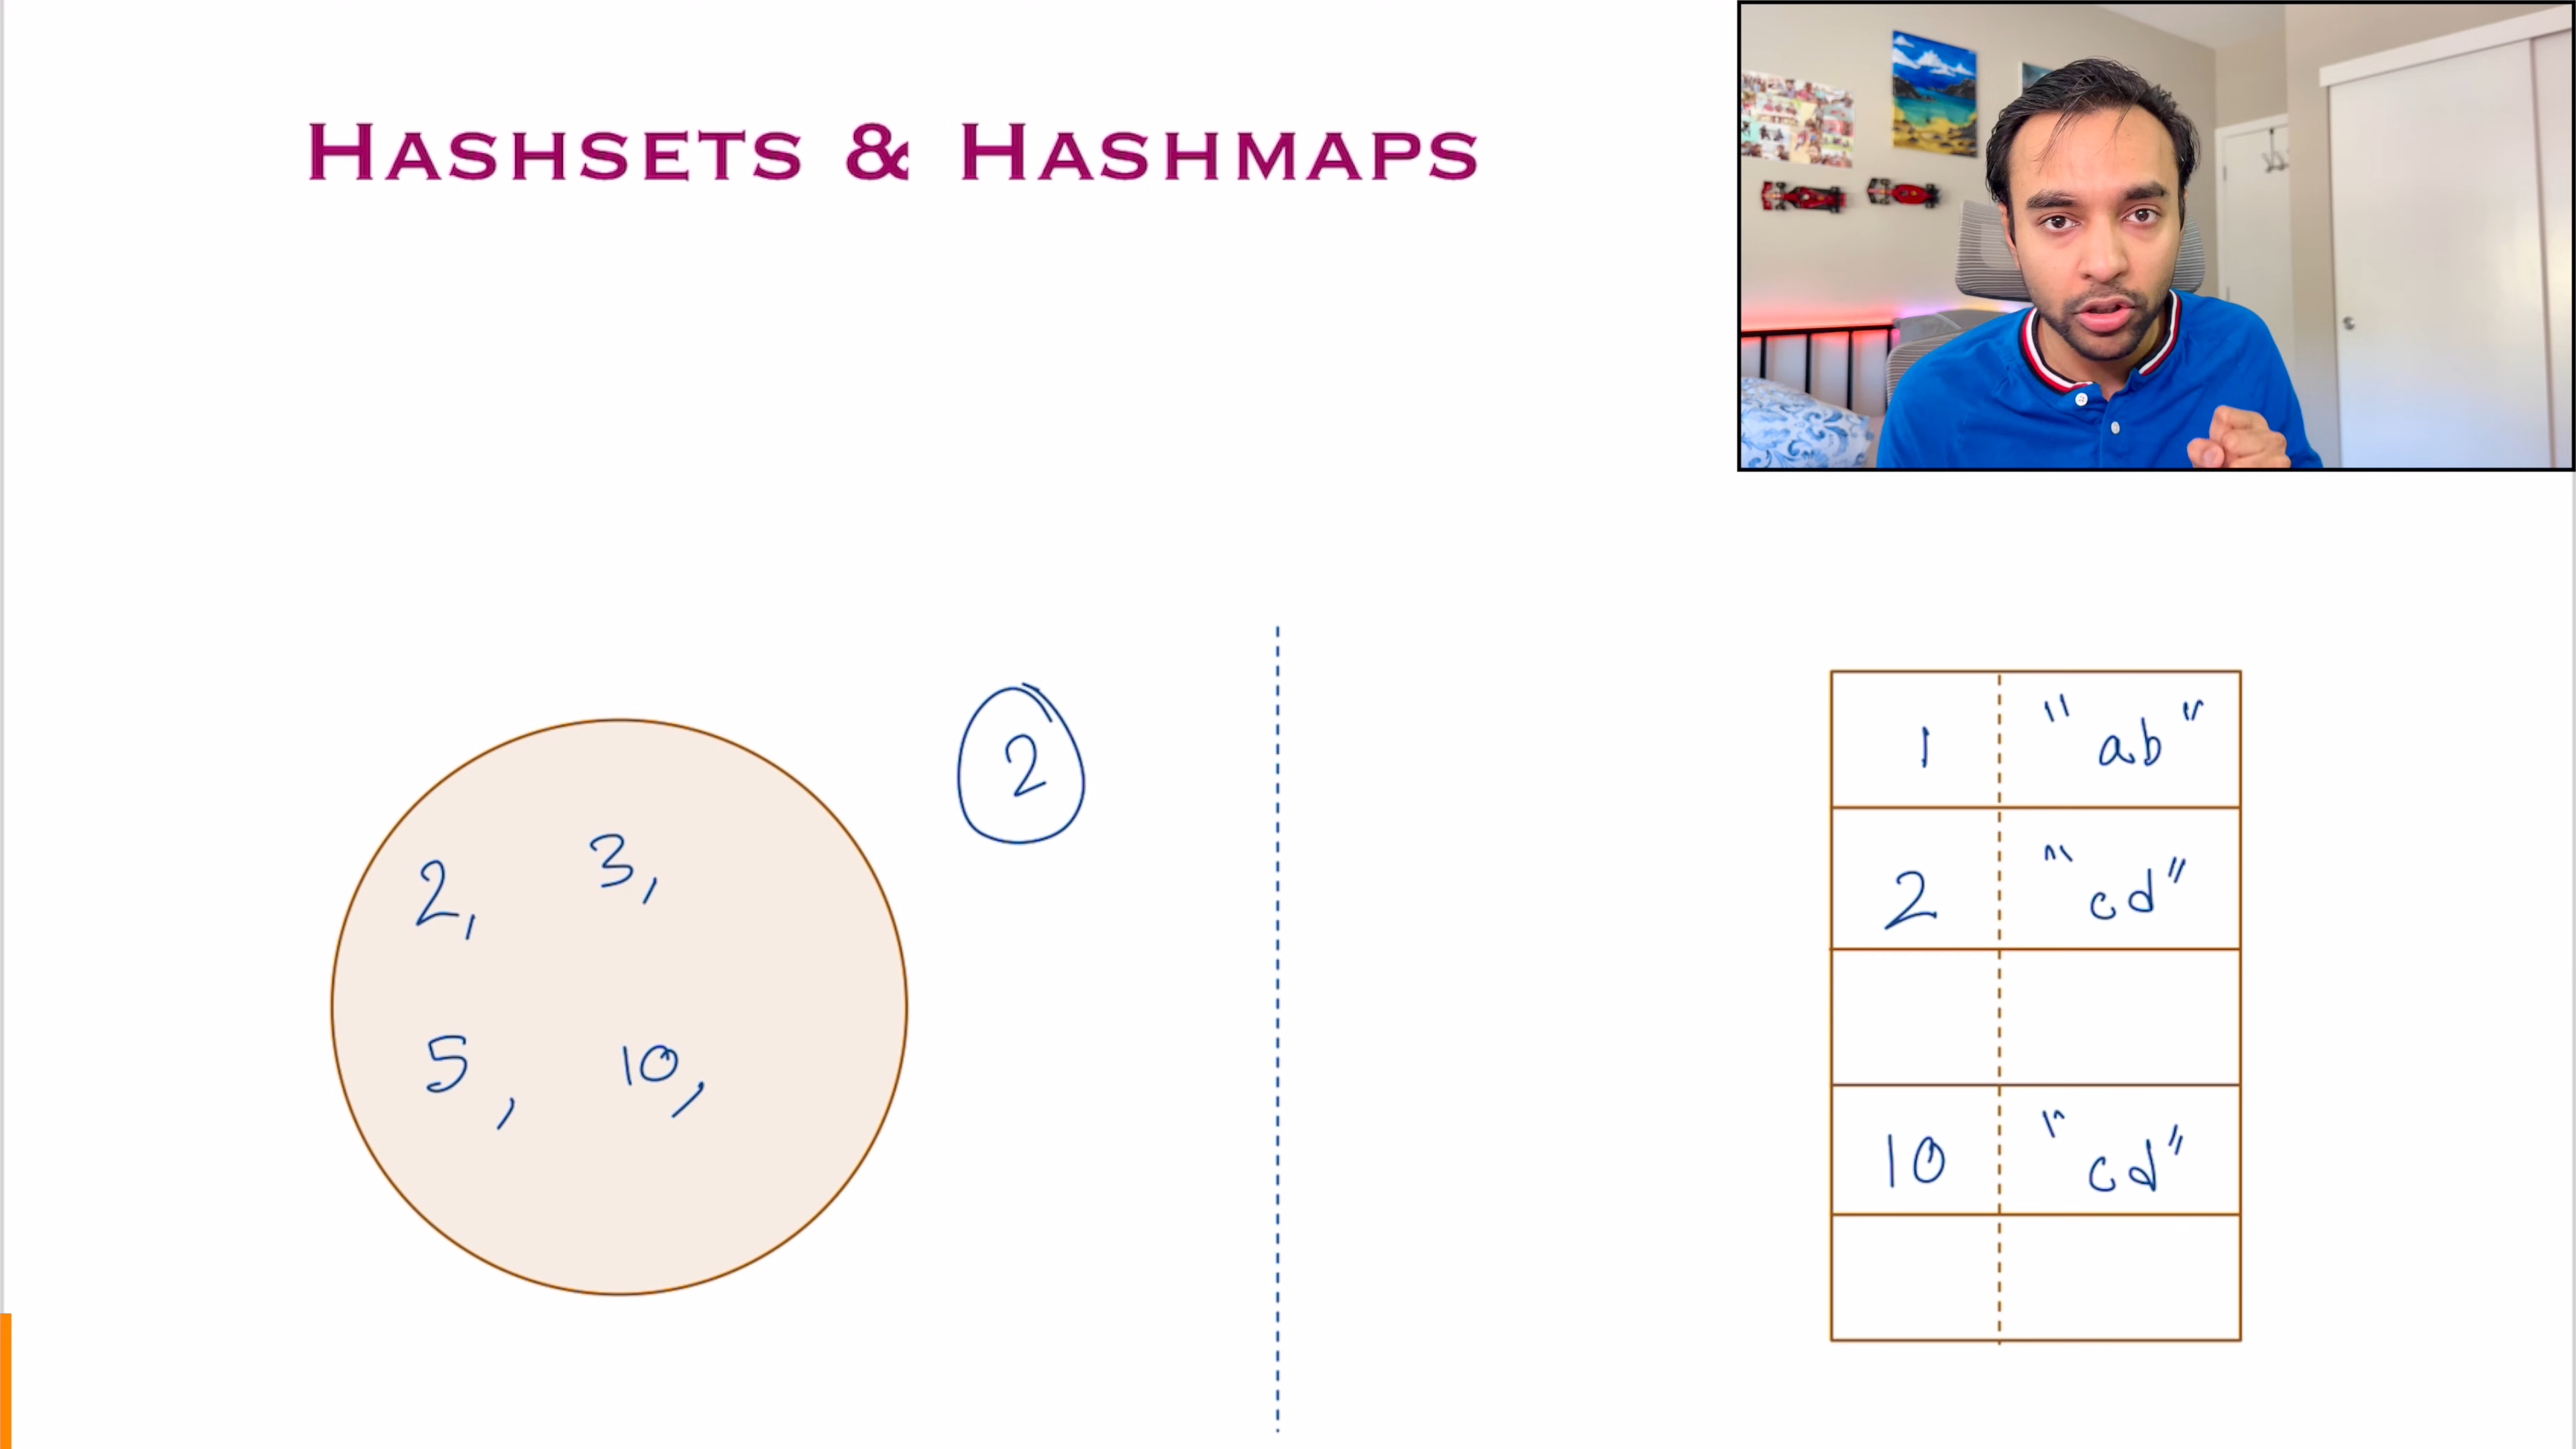 HASHSETS & HASHMAPS
2, 3,
5, 10,
2
1 "ab"
2 "cd"
10 "cd"